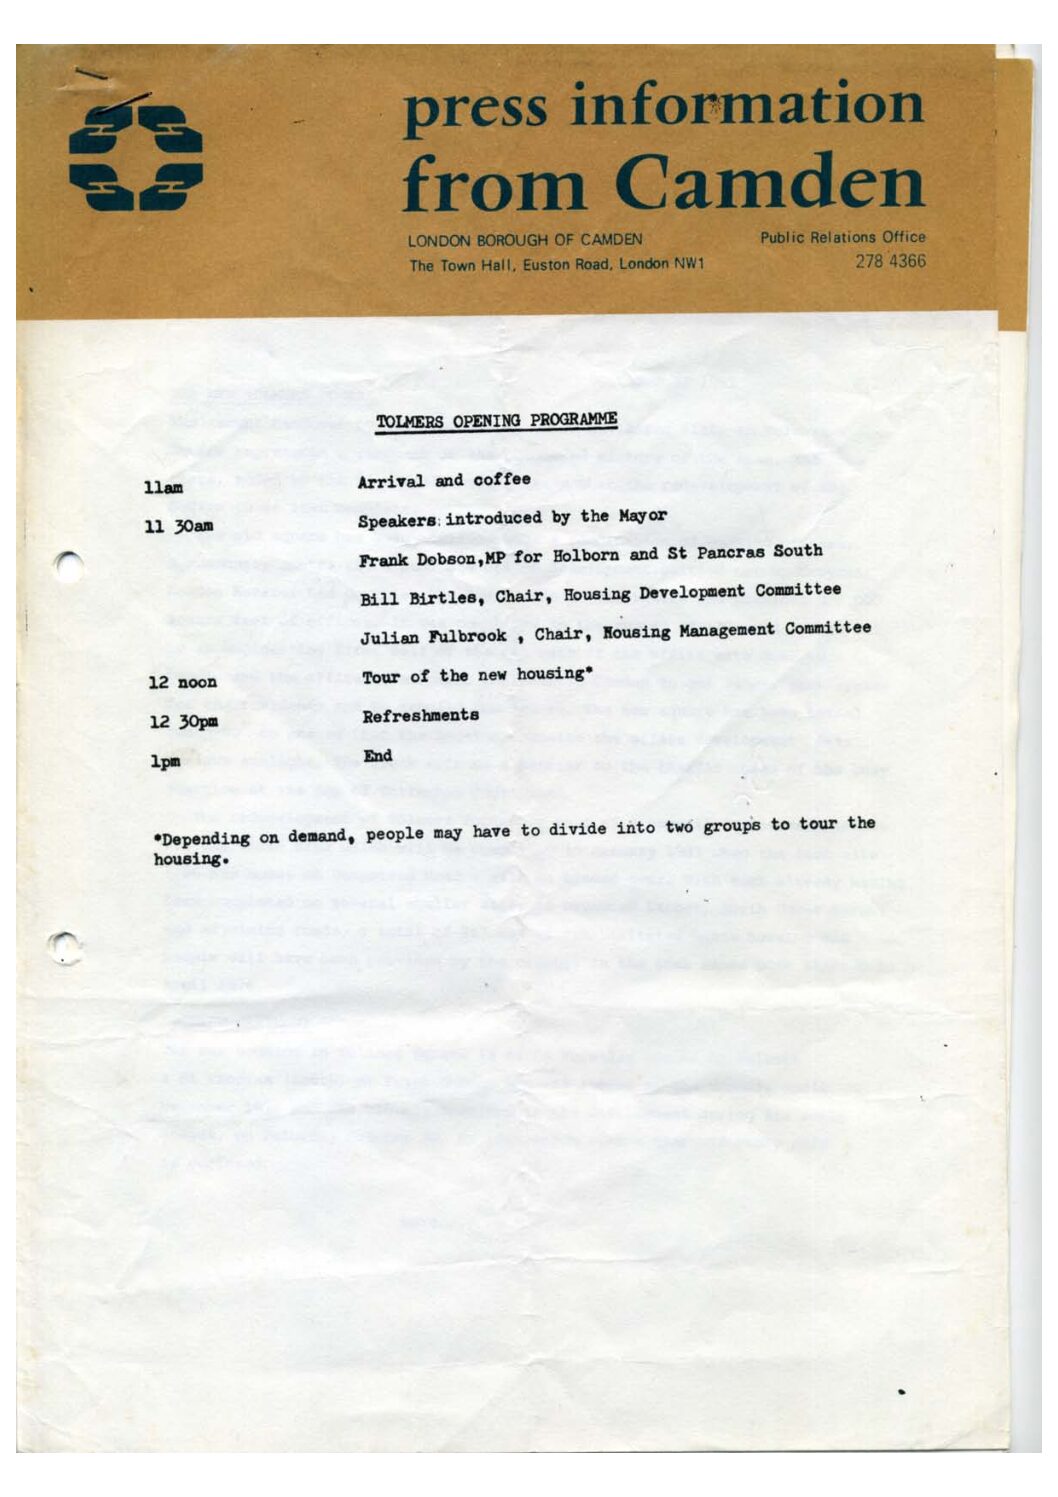 press information
from Camden
LONDON BOROUGH OF CAMDEN Public Relations Office
The Town Hall, Euston Road, London NW1 278 4366
TOLMERS OPENING PROGRAMME
11am Arrival and coffee
11 30am Speakers introduced by the Mayor
Frank Dobson,MP for Holborn and St Pancras South
Bill Birtles, Chair, Housing Development Committee
Julian Fulbrook , Chair, Housing Management Committee
12 noon Tour of the new housing*
12 30pm Refreshments
1pm End
*Depending on demand, people may have to divide into two groups to tour the
housing.